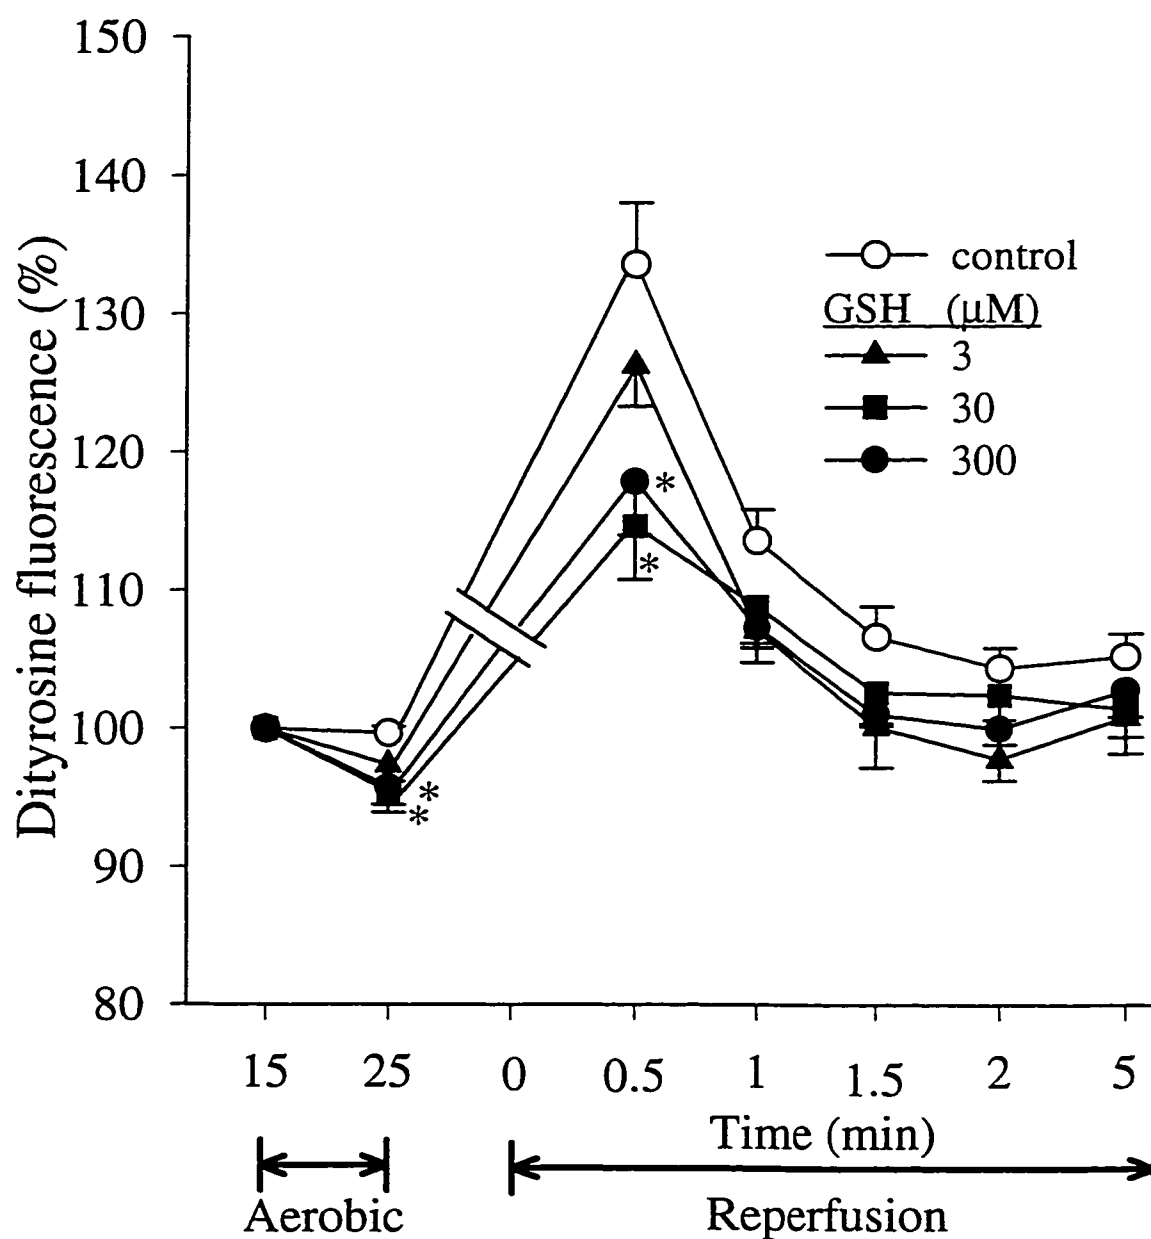 150
140
130
120
110
100
90
80
Dityrosine fluorescence (%)
control
GSH (μM)
3
30
300
*
*
*
*
15 25 0 0.5 1 1.5 2 5
Time (min)
Aerobic
Reperfusion